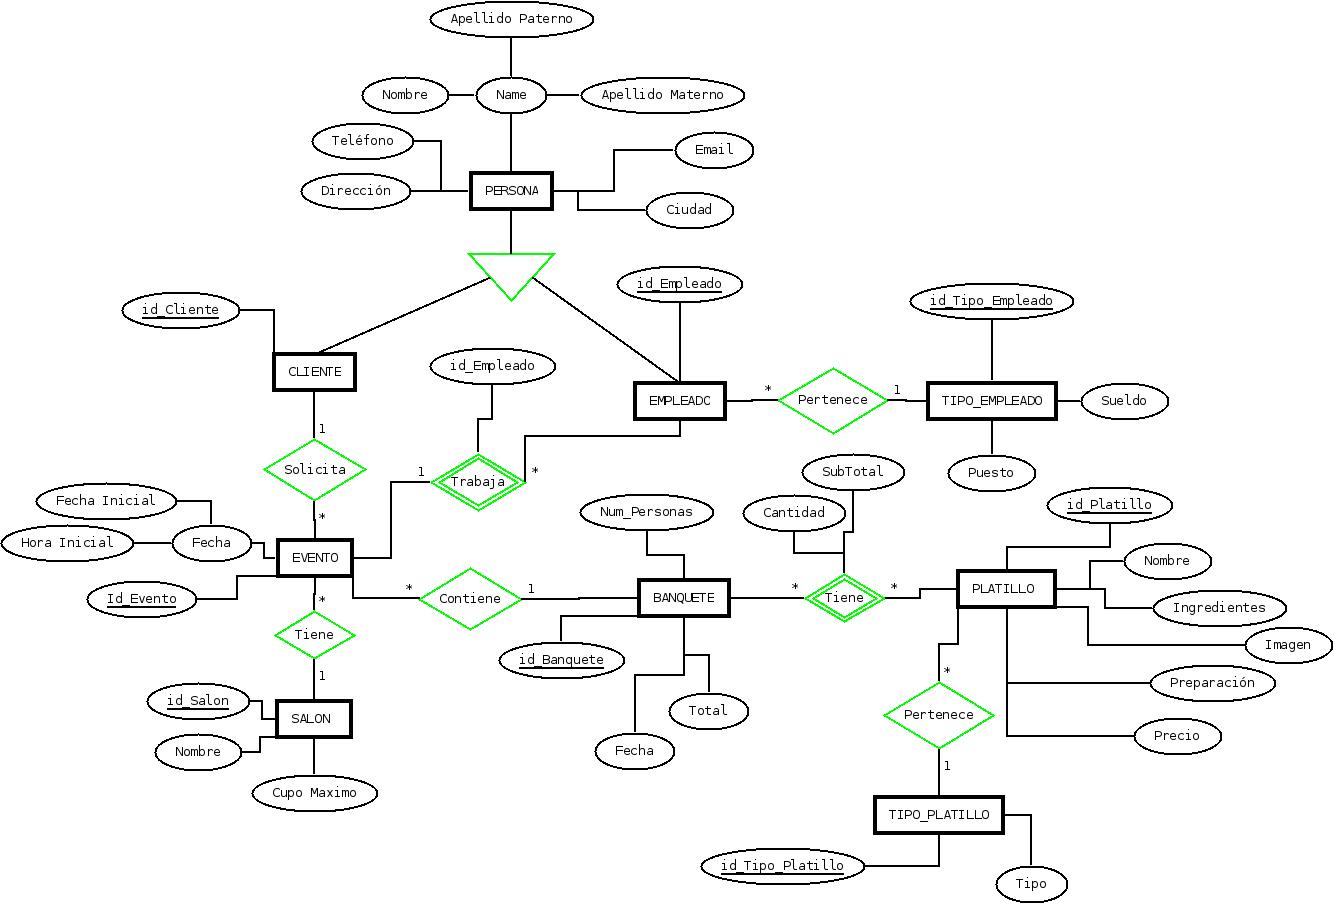 Apellido Paterno
Nombre
Name
Apellido Materno
Teléfono
Email
Dirección
PERSONA
Ciudad
id_Empleado
id_Cliente
id_Tipo_Empleado
CLIENTE
id_Empleado
EMPLEADO
*
Pertenece
1
TIPO_EMPLEADO
Sueldo
1
Solicita
*
1
Trabaja
*
SubTotal
Puesto
Fecha Inicial
Num_Personas
Cantidad
id_Platillo
Hora Inicial
Fecha
EVENTO
Nombre
Id_Evento
*
*
Contiene
1
BANQUETE
*
Tiene
*
PLATILLO
Ingredientes
Tiene
1
id_Banquete
Imagen
*
Preparación
id_Salon
SALON
Total
Pertenece
Nombre
Fecha
Precio
1
Cupo Maximo
TIPO_PLATILLO
id_Tipo_Platillo
Tipo